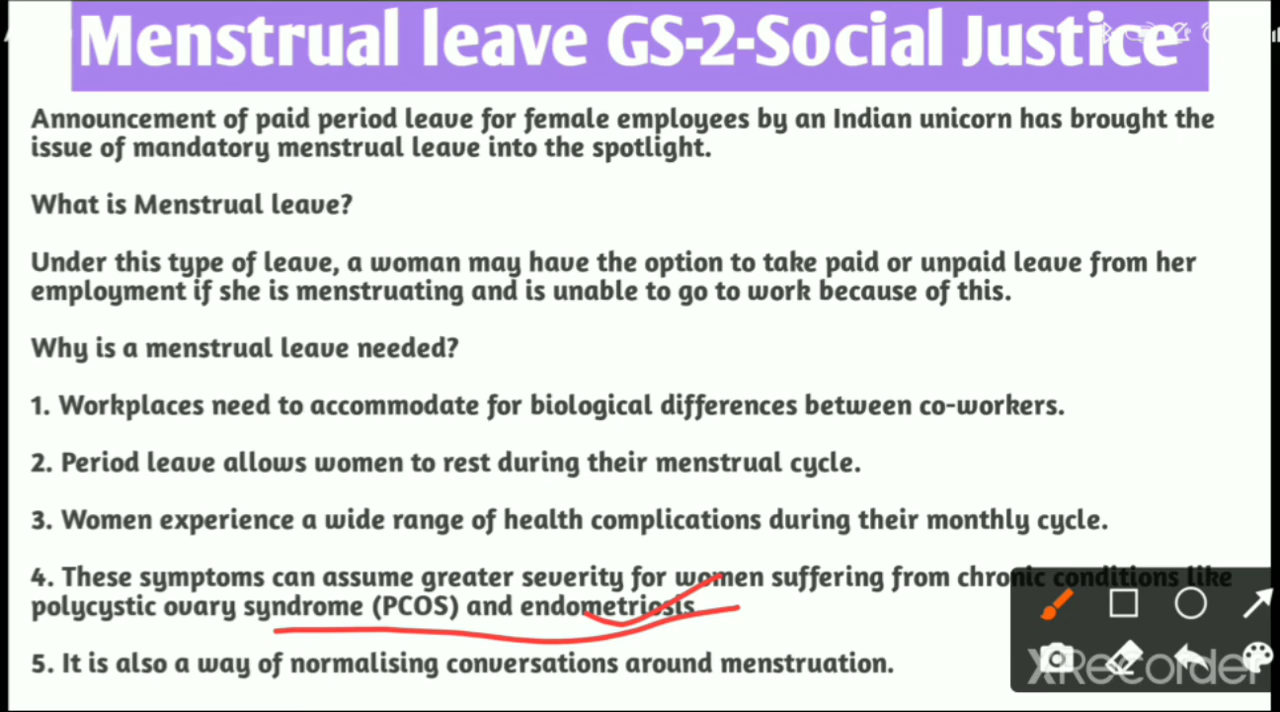 Menstrual leave GS-2-Social Justice
Announcement of paid period leave for female employees by an Indian unicorn has brought the
issue of mandatory menstrual leave into the spotlight.
What is Menstrual leave?
Under this type of leave, a woman may have the option to take paid or unpaid leave from her
employment if she is menstruating and is unable to go to work because of this.
Why is a menstrual leave needed?
1. Workplaces need to accommodate for biological differences between co-workers.
2. Period leave allows women to rest during their menstrual cycle.
3. Women experience a wide range of health complications during their monthly cycle.
4. These symptoms can assume greater severity for women suffering from chronic conditions like
polycystic ovary syndrome (PCOS) and endometriosis
5. It is also a way of normalising conversations around menstruation.
XRecorder